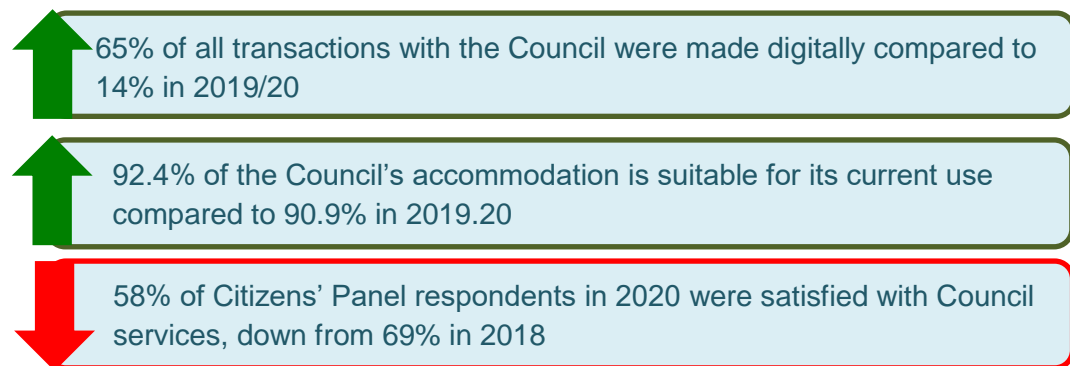 65% of all transactions with the Council were made digitally compared to
14% in 2019/20
92.4% of the Council’s accommodation is suitable for its current use
compared to 90.9% in 2019.20
58% of Citizens’ Panel respondents in 2020 were satisfied with Council
services, down from 69% in 2018